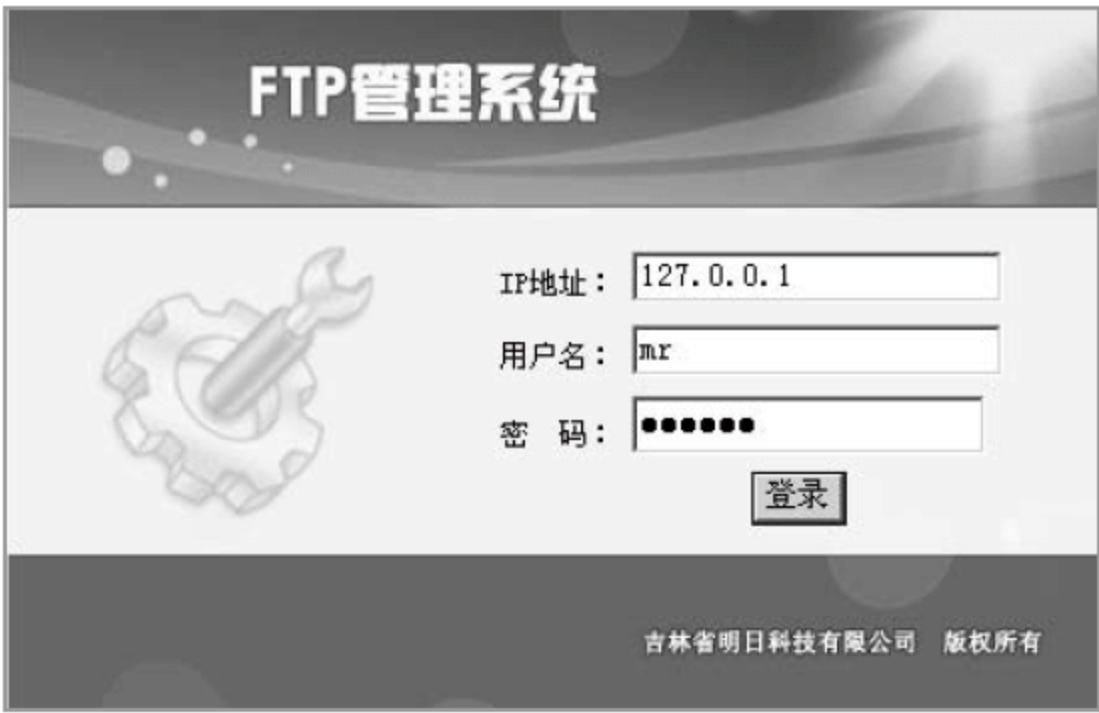 FTP管理系统
IP地址： 127.0.0.1
用户名： mr
密　码： ●●●●●●
登录
吉林省明日科技有限公司　版权所有